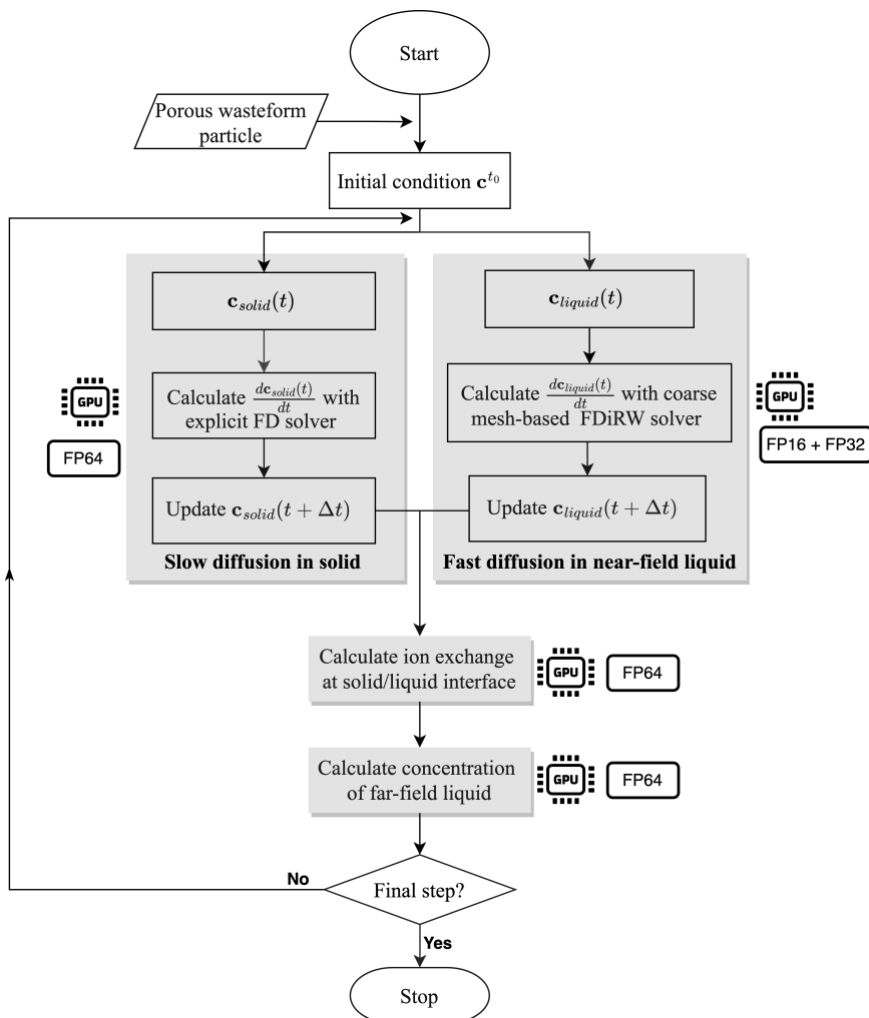 Start
Porous wasteform
particle
Initial condition 𝐜^{t_0}
𝐜_{solid}(t)
Calculate \frac{d𝐜_{solid}(t)}{dt} with
explicit FD solver
Update 𝐜_{solid}(t + Δt)
Slow diffusion in solid
GPU
FP64
𝐜_{liquid}(t)
Calculate \frac{d𝐜_{liquid}(t)}{dt} with coarse
mesh-based FDiRW solver
Update 𝐜_{liquid}(t + Δt)
Fast diffusion in near-field liquid
GPU
FP16 + FP32
Calculate ion exchange
at solid/liquid interface
GPU
FP64
Calculate concentration
of far-field liquid
GPU
FP64
Final step?
No
Yes
Stop